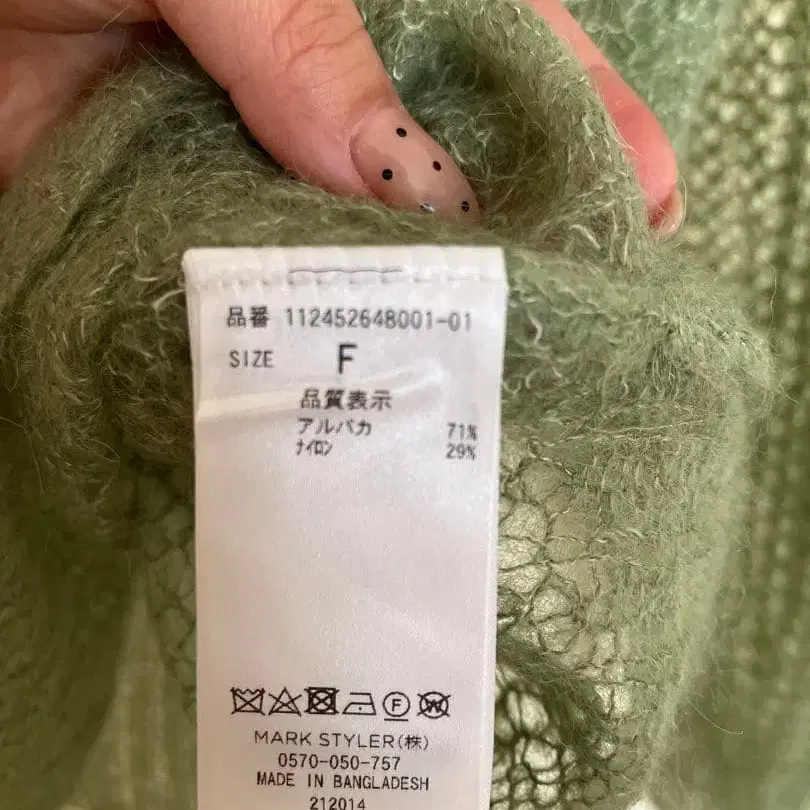 品番 112452648001-01
SIZE F
品質表示
アルパカ 71%
ナイロン 29%
F W
MARK STYLER(株)
0570-050-757
MADE IN BANGLADESH
212014